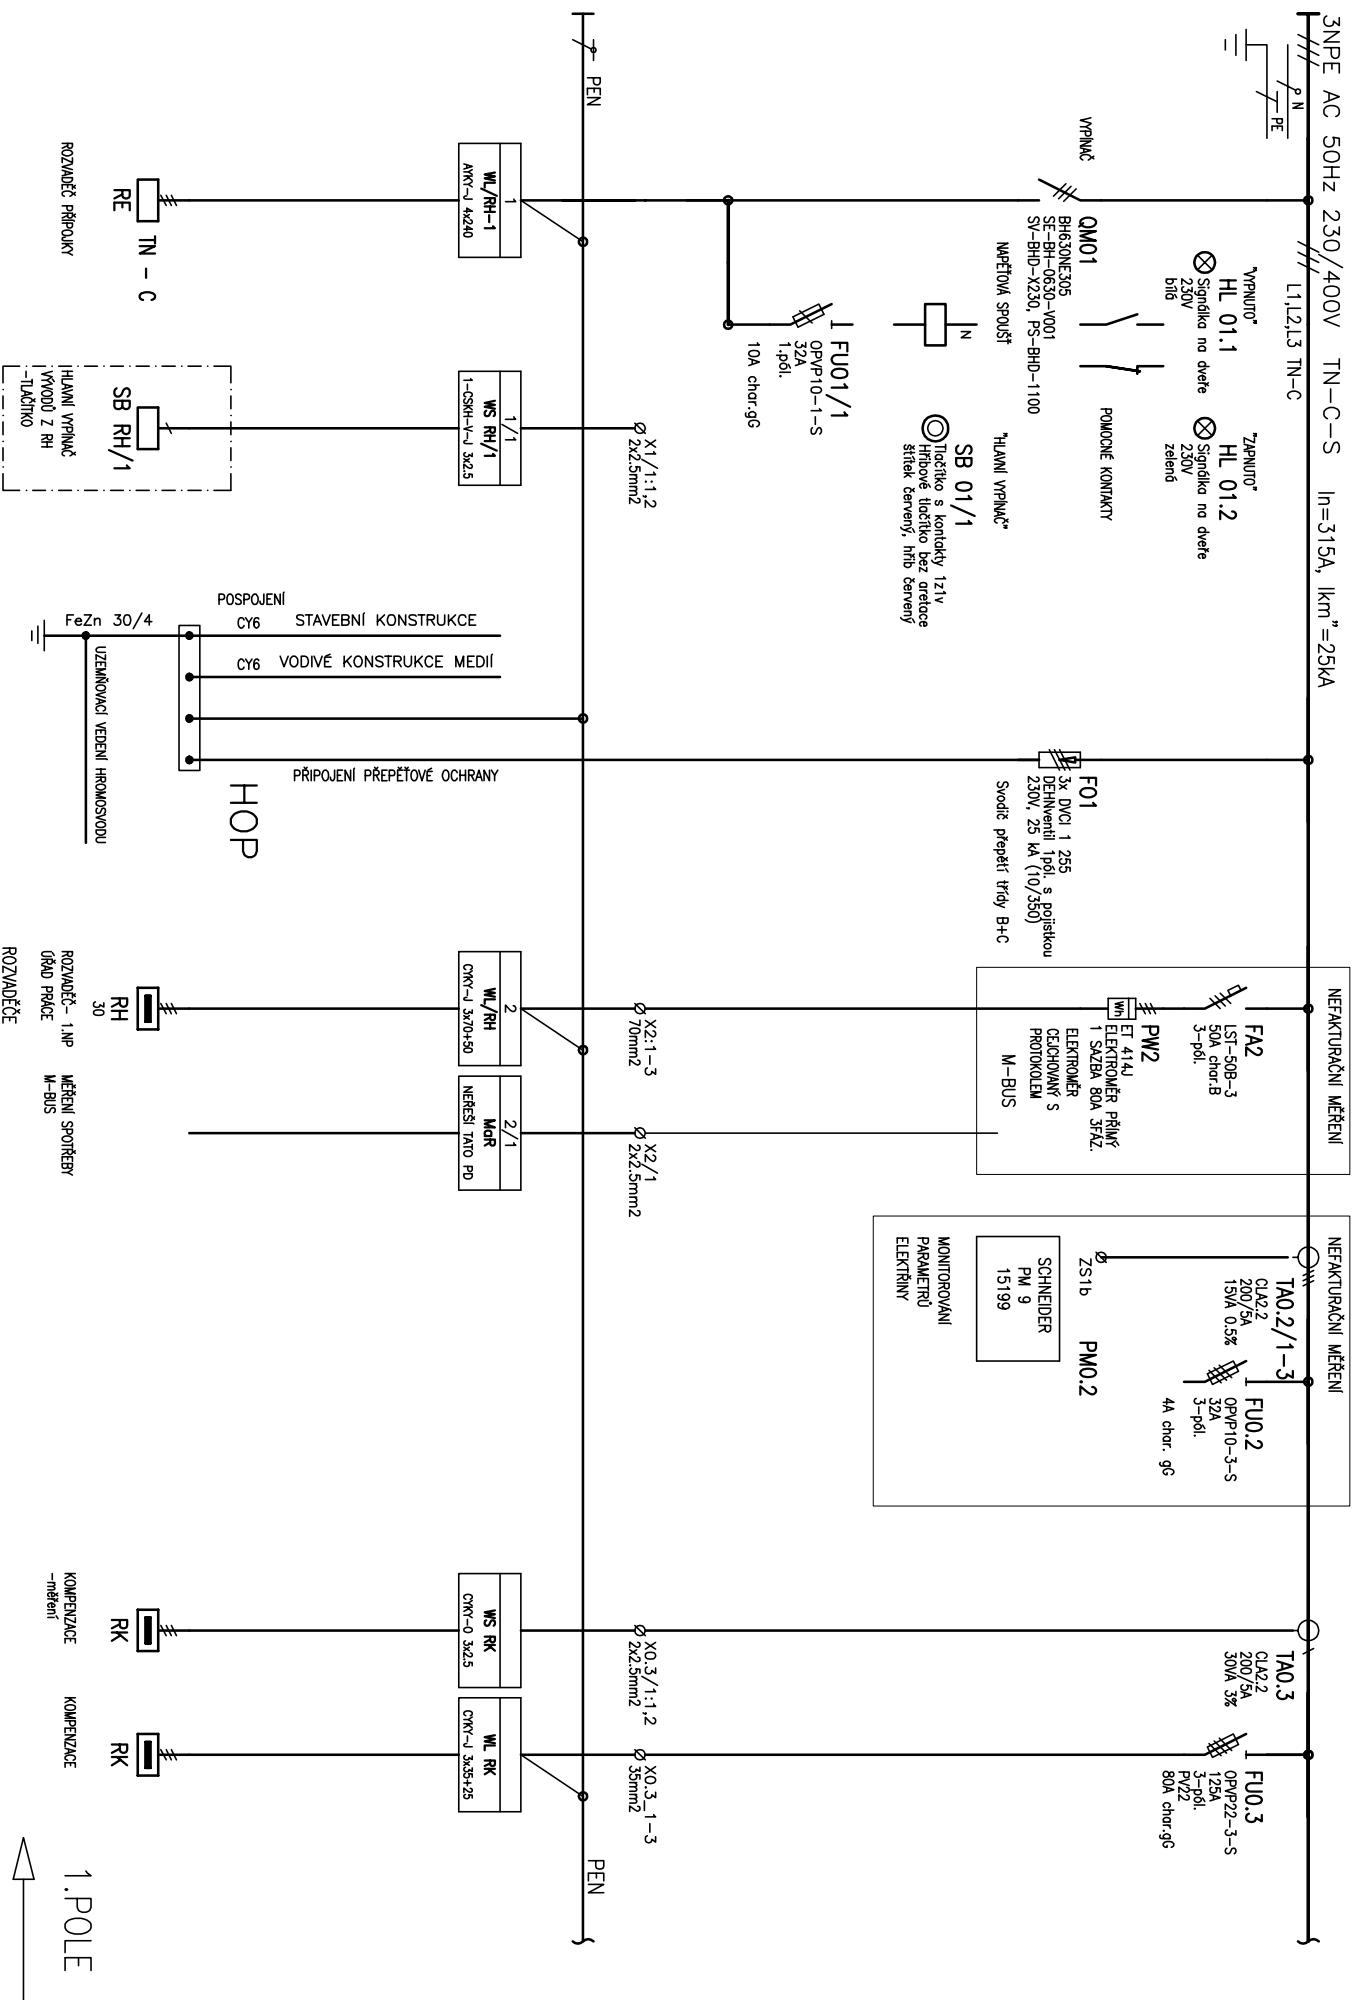 3NPE AC 50Hz 230/400V TN-C-S In=315A, Ikm"=25kA
L1,L2,L3 TN-C
N
PE
VYPÍNAČ
QM01
BH630NE305
SE-BH-0630-V001
SV-BHD-X230, PS-BHD-1100
NAPĚŤOVÁ SPOUŠŤ
"VYPNUTO"
HL 01.1
Signálka na dveře
230V
bílá
"ZAPNUTO"
HL 01.2
Signálka na dveře
230V
zelená
POMOCNÉ KONTAKTY
N
FU01/1
OPVP10-1-S
32A
1.pól.
10A char.gG
"HLAVNÍ VYPÍNAČ"
SB 01/1
Tlačítko s kontakty 1z1v
Hřibové tlačítko bez aretace
štítek červený, hřib červený
F01
3x DVCI 1 255
DEHNventil 1pól. s pojistkou
230V, 25 kA (10/350)
Svodič přepětí třídy B+C
NEFAKTURAČNÍ MĚŘENÍ
FA2
LST-50B-3
50A char.B
3-pól.
PW2
Wh
ET 414J
ELEKTROMĚR PŘÍMÝ
1 SAZBA 80A 3FÁZ.
ELEKTROMĚR
CEJCHOVANÝ S
PROTOKOLEM
M-BUS
NEFAKTURAČNÍ MĚŘENÍ
TA0.2/1-3
CLA2.2
200/5A
15VA 0.5%
FU0.2
OPVP10-3-S
32A
3-pól.
4A char. gG
ZS1b
PM0.2
SCHNEIDER
PM 9
15199
MONITOROVÁNÍ
PARAMETRŮ
ELEKTŘINY
TA0.3
CLA2.2
200/5A
30VA 3%
FU0.3
OPVP22-3-S
125A
3-pól.
PV22
80A char.gG
X1/1:1,2
2x2.5mm2
X2:1-3
70mm2
X2/1
2x2.5mm2
X0.3/1:1,2
2x2.5mm2
X0.3_1-3
35mm2
PEN
PEN
1
WL/RH-1
AYKY-J 4x240
1/1
WS RH/1
1-CSKH-V-J 3x2.5
2
WL/RH
CYKY-J 3x70+50
2/1
MaR
NEŘEŠÍ TATO PD
WS RK
CYKY-O 3x2.5
WL RK
CYKY-J 3x35+25
POSPOJENÍ
CY6 STAVEBNÍ KONSTRUKCE
CY6 VODIVÉ KONSTRUKCE MEDIÍ
PŘIPOJENÍ PŘEPĚŤOVÉ OCHRANY
FeZn 30/4
UZEMŇOVACÍ VEDENÍ HROMOSVODU
HOP
RE TN - C
ROZVADĚČ PŘÍPOJKY
SB RH/1
HLAVNÍ VYPÍNAČ
VÝVODŮ Z RH
-TLAČÍTKO
RH
30
ROZVADĚČ- 1.NP
ÚŘAD PRÁCE
ROZVADĚČE
MĚŘENÍ SPOTŘEBY
M-BUS
RK
KOMPENZACE
-měření
RK
KOMPENZACE
1.POLE